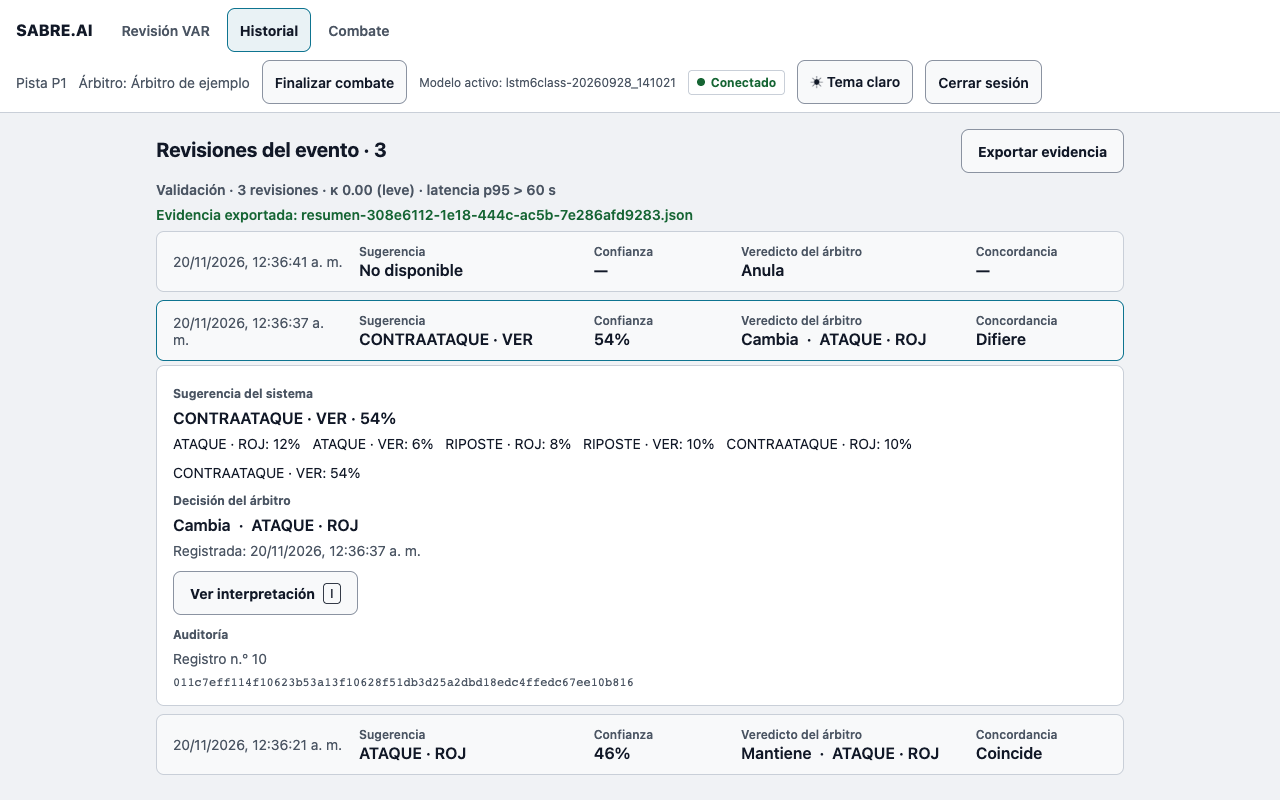 SABRE.AI Revisión VAR Historial Combate
Pista P1 Árbitro: Árbitro de ejemplo Finalizar combate Modelo activo: lstm6class-20260928_141021 Conectado Tema claro Cerrar sesión
Revisiones del evento · 3 Exportar evidencia
Validación · 3 revisiones · κ 0.00 (leve) · latencia p95 > 60 s
Evidencia exportada: resumen-308e6112-1e18-444c-ac5b-7e286afd9283.json
20/11/2026, 12:36:41 a. m.
Sugerencia Confianza Veredicto del árbitro Concordancia
No disponible — Anula —
20/11/2026, 12:36:37 a.
m.
Sugerencia Confianza Veredicto del árbitro Concordancia
CONTRAATAQUE · VER 54% Cambia · ATAQUE · ROJ Difiere
Sugerencia del sistema
CONTRAATAQUE · VER · 54%
ATAQUE · ROJ: 12% ATAQUE · VER: 6% RIPOSTE · ROJ: 8% RIPOSTE · VER: 10% CONTRAATAQUE · ROJ: 10%
CONTRAATAQUE · VER: 54%
Decisión del árbitro
Cambia · ATAQUE · ROJ
Registrada: 20/11/2026, 12:36:37 a. m.
Ver interpretación I
Auditoría
Registro n.° 10
011c7eff114f10623b53a13f10628f51db3d25a2dbd18edc4ffedc67ee10b816
20/11/2026, 12:36:21 a. m.
Sugerencia Confianza Veredicto del árbitro Concordancia
ATAQUE · ROJ 46% Mantiene · ATAQUE · ROJ Coincide